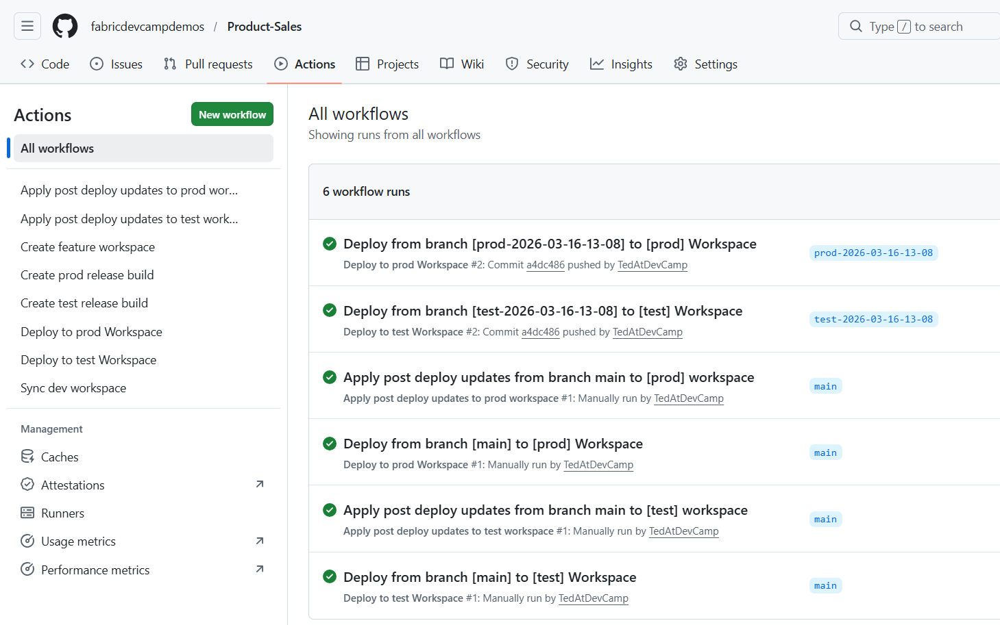 fabricdevcampdemos / Product-Sales
Type / to search
Code
Issues
Pull requests
Actions
Projects
Wiki
Security
Insights
Settings
Actions
New workflow
All workflows
Apply post deploy updates to prod wor...
Apply post deploy updates to test work...
Create feature workspace
Create prod release build
Create test release build
Deploy to prod Workspace
Deploy to test Workspace
Sync dev workspace
Management
Caches
Attestations
Runners
Usage metrics
Performance metrics
All workflows
Showing runs from all workflows
6 workflow runs
Deploy from branch [prod-2026-03-16-13-08] to [prod] Workspace
Deploy to prod Workspace #2: Commit a4dc486 pushed by TedAtDevCamp
prod-2026-03-16-13-08
Deploy from branch [test-2026-03-16-13-08] to [test] Workspace
Deploy to test Workspace #2: Commit a4dc486 pushed by TedAtDevCamp
test-2026-03-16-13-08
Apply post deploy updates from branch main to [prod] workspace
Apply post deploy updates to prod workspace #1: Manually run by TedAtDevCamp
main
Deploy from branch [main] to [prod] Workspace
Deploy to prod Workspace #1: Manually run by TedAtDevCamp
main
Apply post deploy updates from branch main to [test] workspace
Apply post deploy updates to test workspace #1: Manually run by TedAtDevCamp
main
Deploy from branch [main] to [test] Workspace
Deploy to test Workspace #1: Manually run by TedAtDevCamp
main